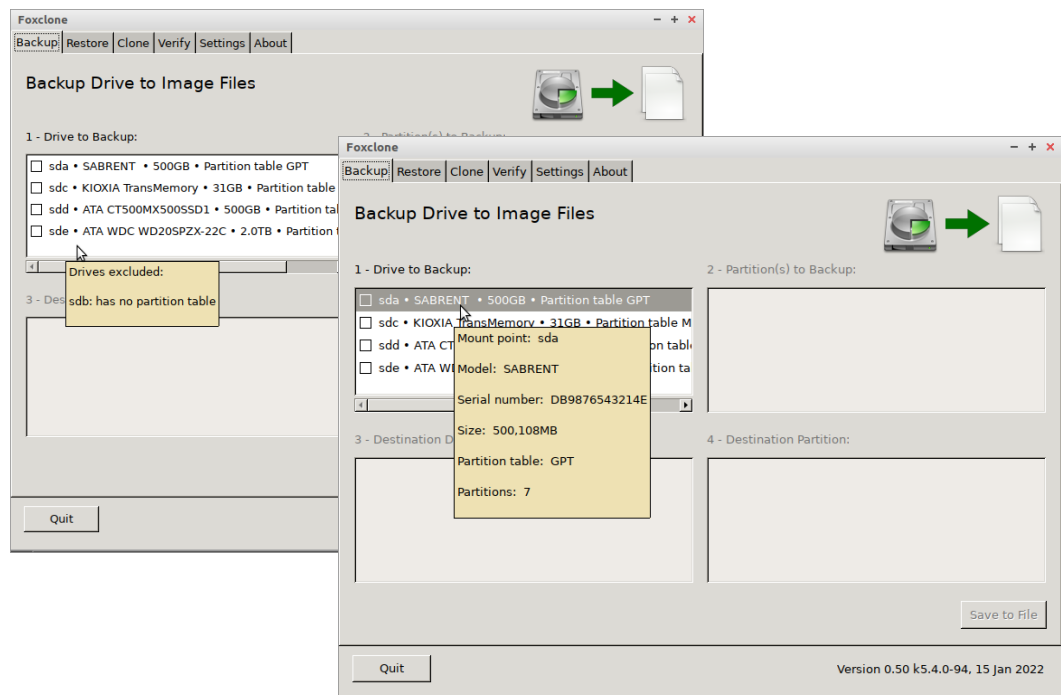 Foxclone
Backup Restore Clone Verify Settings About
Backup Drive to Image Files
1 - Drive to Backup:
sda • SABRENT • 500GB • Partition table GPT
sdc • KIOXIA TransMemory • 31GB • Partition table
sdd • ATA CT500MX500SSD1 • 500GB • Partition
sde • ATA WDC WD20SPZX-22C • 2.0TB • Partition
Drives excluded:
sdb: has no partition table
3 -
Quit
Foxclone
Backup Restore Clone Verify Settings About
Backup Drive to Image Files
1 - Drive to Backup:
2 - Partition(s) to Backup:
sda • SABRENT • 500GB • Partition table GPT
sdc • KIOXIA TransMemory • 31GB • Partition table M
sdd • ATA
sde • ATA
Mount point: sda
Model: SABRENT
Serial number: DB9876543214E
Size: 500,108MB
Partition table: GPT
Partitions: 7
3 - Destination
4 - Destination Partition:
Save to File
Quit
Version 0.50 k5.4.0-94, 15 Jan 2022